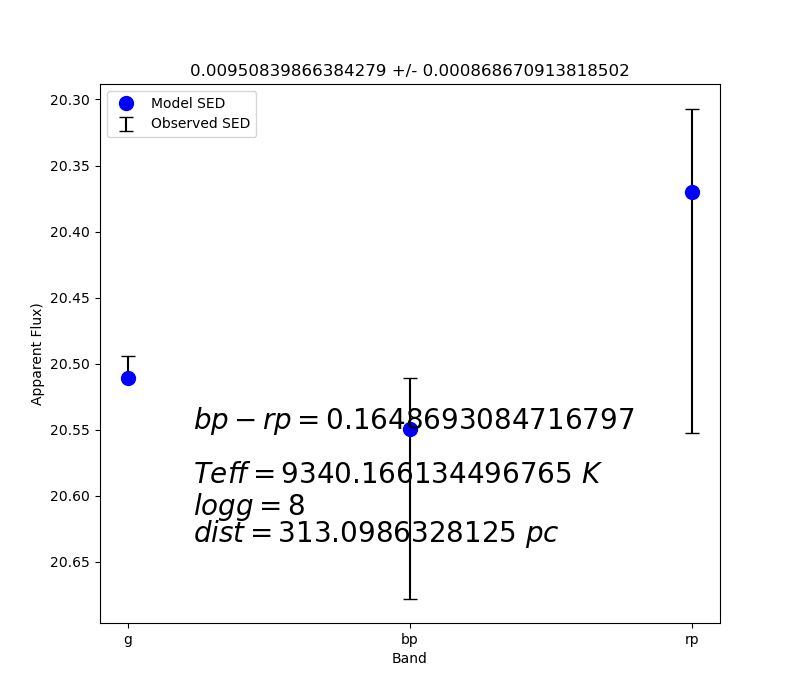 0.00950839866384279 +/- 0.000868670913818502
20.30
20.35
20.40
20.45
20.50
20.55
20.60
20.65
Apparent Flux)
Model SED
Observed SED
bp − rp = 0.1648693084716797
Teff = 9340.166134496765 K
logg = 8
dist = 313.0986328125 pc
g bp rp
Band